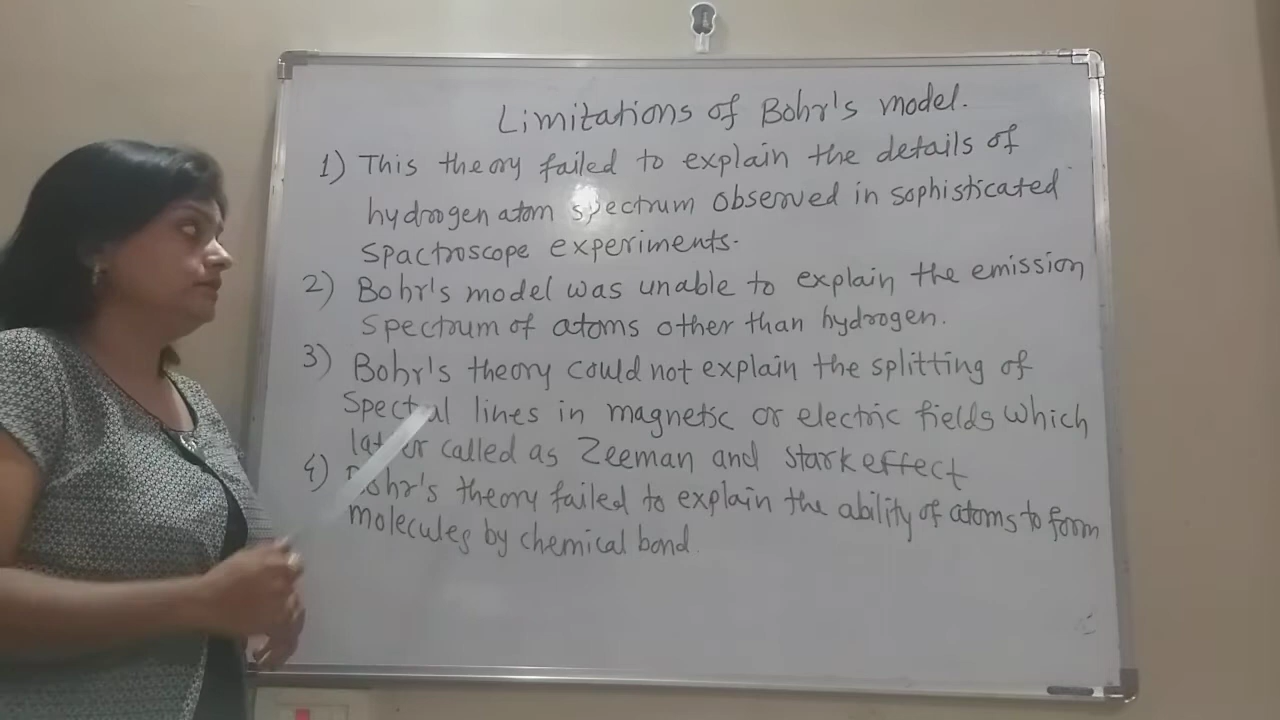 Limitations of Bohr's model.
1) This theory failed to explain the details of
hydrogen atom spectrum observed in sophisticated
spactroscope experiments.
2) Bohr's model was unable to explain the emission
spectrum of atoms other than hydrogen.
3) Bohr's theory could not explain the splitting of
spectral lines in magnetic or electric fields which
later called as Zeeman and stark effect
4) Bohr's theory failed to explain the ability of atoms to form
molecules by chemical bond.